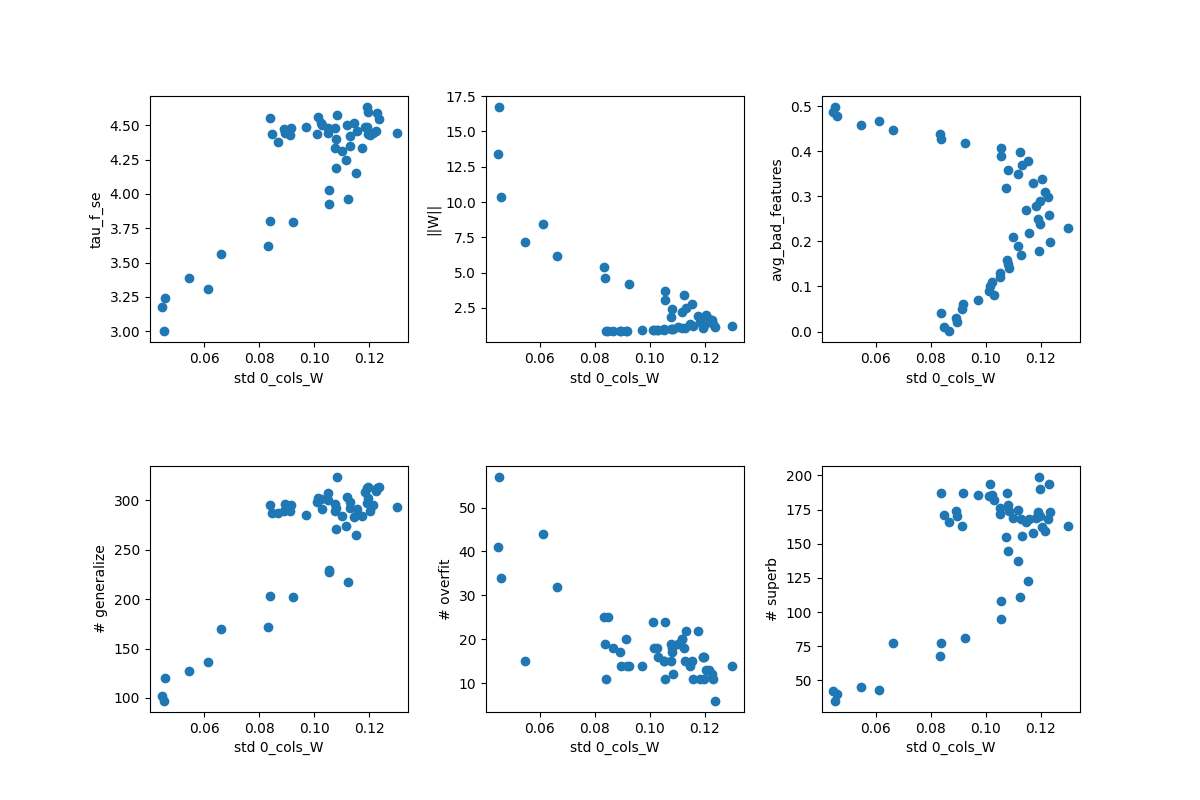 4.50
4.25
4.00
3.75
3.50
3.25
3.00
tau_f_se
0.06 0.08 0.10 0.12
std 0_cols_W
17.5
15.0
12.5
10.0
7.5
5.0
2.5
||W||
0.06 0.08 0.10 0.12
std 0_cols_W
0.5
0.4
0.3
0.2
0.1
0.0
avg_bad_features
0.06 0.08 0.10 0.12
std 0_cols_W
300
250
200
150
100
# generalize
0.06 0.08 0.10 0.12
std 0_cols_W
50
40
30
20
10
# overfit
0.06 0.08 0.10 0.12
std 0_cols_W
200
175
150
125
100
75
50
# superb
0.06 0.08 0.10 0.12
std 0_cols_W